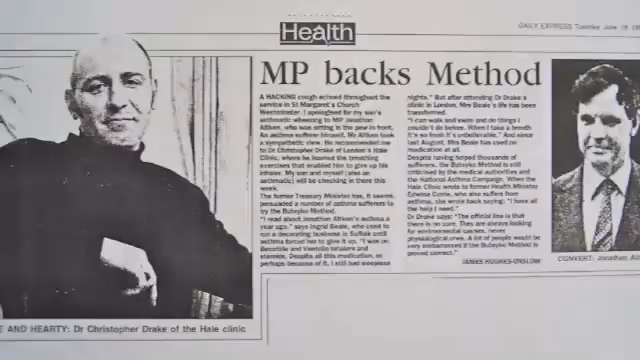 DAILY EXPRESS Tuesday June 18
Health
MP backs Method
A HACKING cough echoed throughout the
service in St Margaret's Church
Westminster. I apologised for my son's
asthmatic wheezing to MP Jonathan
Aitken, who was sitting in the pew in front.
As asthma sufferer himself, Mr Aitken took
a sympathetic view. He recommended me
to Dr Christopher Drake of London's Hale
Clinic, where he learned the breathing
exercises that enabled him to give up his
inhaler. My son and myself (also an
asthmatic) will be checking in there this
week.
The former Treasury Minister has, it seems,
persuaded a number of asthma sufferers to
try the Buteyko Method.
"I read about Jonathan Aitken's asthma a
year ago," says Ingrid Beale, who used to
run a decorating business in Suffolk until
asthma forced her to give it up. "I was on
Becotide and Ventolin inhalers and
steroids. Despite all this medication, or
perhaps because of it, I still had sleepless
nights." But after attending Dr Drake's
clinic in London, Mrs Beale's life has been
transformed.
"I can walk and swim and do things I
couldn't do before. When I take a breath
it's so fresh it's unbelievable." And since
last August, Mrs Beale has used no
medication at all.
Despite having helped thousands of
sufferers, the Buteyko Method is still
criticised by the medical authorities and
the National Asthma Campaign. When the
Hale Clinic wrote to former Health Minister
Edwina Currie, who also suffers from
asthma, she wrote back saying: "I have all
the help I need."
Dr Drake says: "The official line is that
there is no cure. They are always looking
for environmental causes, never
physiological ones. A lot of people would be
very embarrassed if the Buteyko Method is
proved correct."
JAMES HUGHES-ONSLOW
E AND HEARTY: Dr Christopher Drake of the Hale clinic
CONVERT: Jonathan